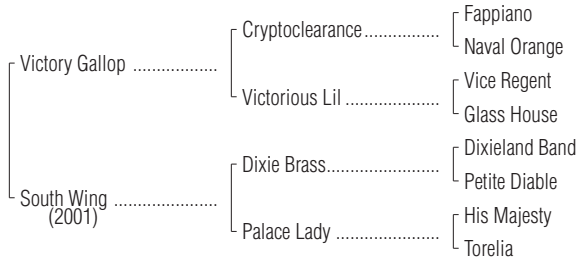 Fappiano
Cryptoclearance..................
Naval Orange
Victory Gallop ....................
Vice Regent
Victorious Lil ......................
Glass House
Dixieland Band
Dixie Brass...........................
Petite Diable
South Wing .........................
(2001)
His Majesty
Palace Lady .........................
Torelia